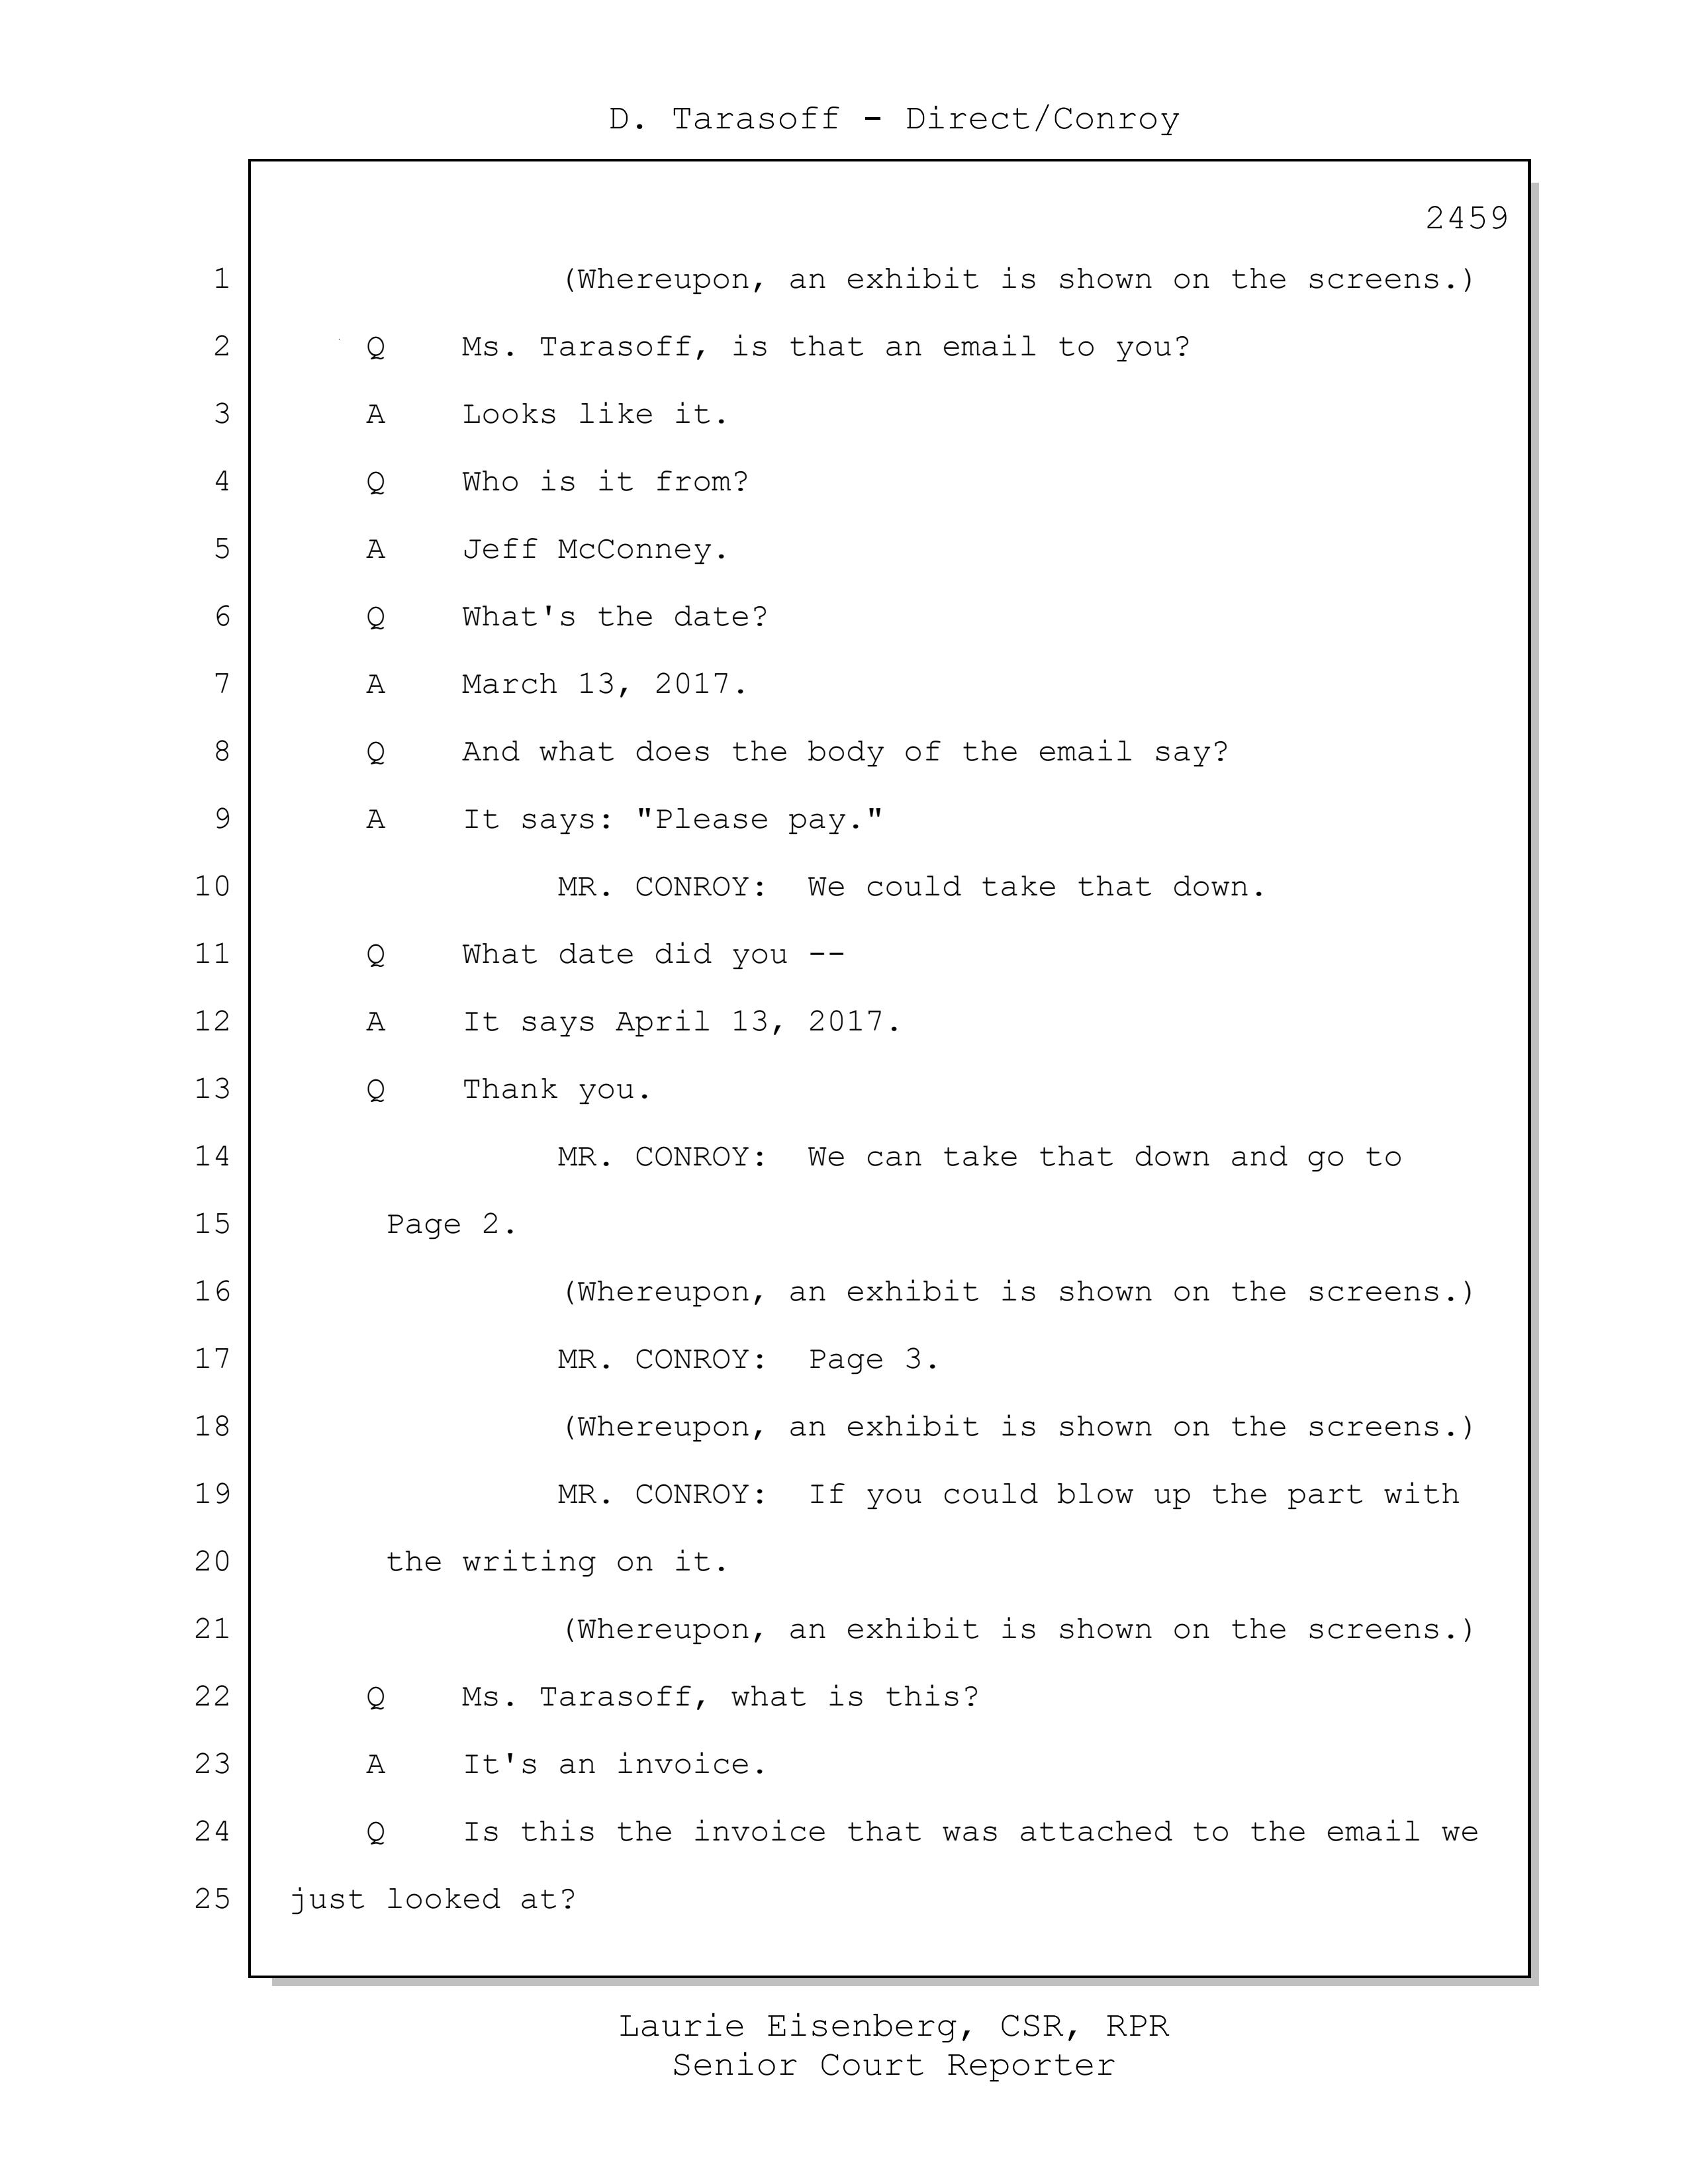 D. Tarasoff - Direct/Conroy
2459
1 (Whereupon, an exhibit is shown on the screens.)
2 Q Ms. Tarasoff, is that an email to you?
3 A Looks like it.
4 Q Who is it from?
5 A Jeff McConney.
6 Q What's the date?
7 A March 13, 2017.
8 Q And what does the body of the email say?
9 A It says: "Please pay."
10 MR. CONROY: We could take that down.
11 Q What date did you --
12 A It says April 13, 2017.
13 Q Thank you.
14 MR. CONROY: We can take that down and go to
15 Page 2.
16 (Whereupon, an exhibit is shown on the screens.)
17 MR. CONROY: Page 3.
18 (Whereupon, an exhibit is shown on the screens.)
19 MR. CONROY: If you could blow up the part with
20 the writing on it.
21 (Whereupon, an exhibit is shown on the screens.)
22 Q Ms. Tarasoff, what is this?
23 A It's an invoice.
24 Q Is this the invoice that was attached to the email we
25 just looked at?
Laurie Eisenberg, CSR, RPR
Senior Court Reporter